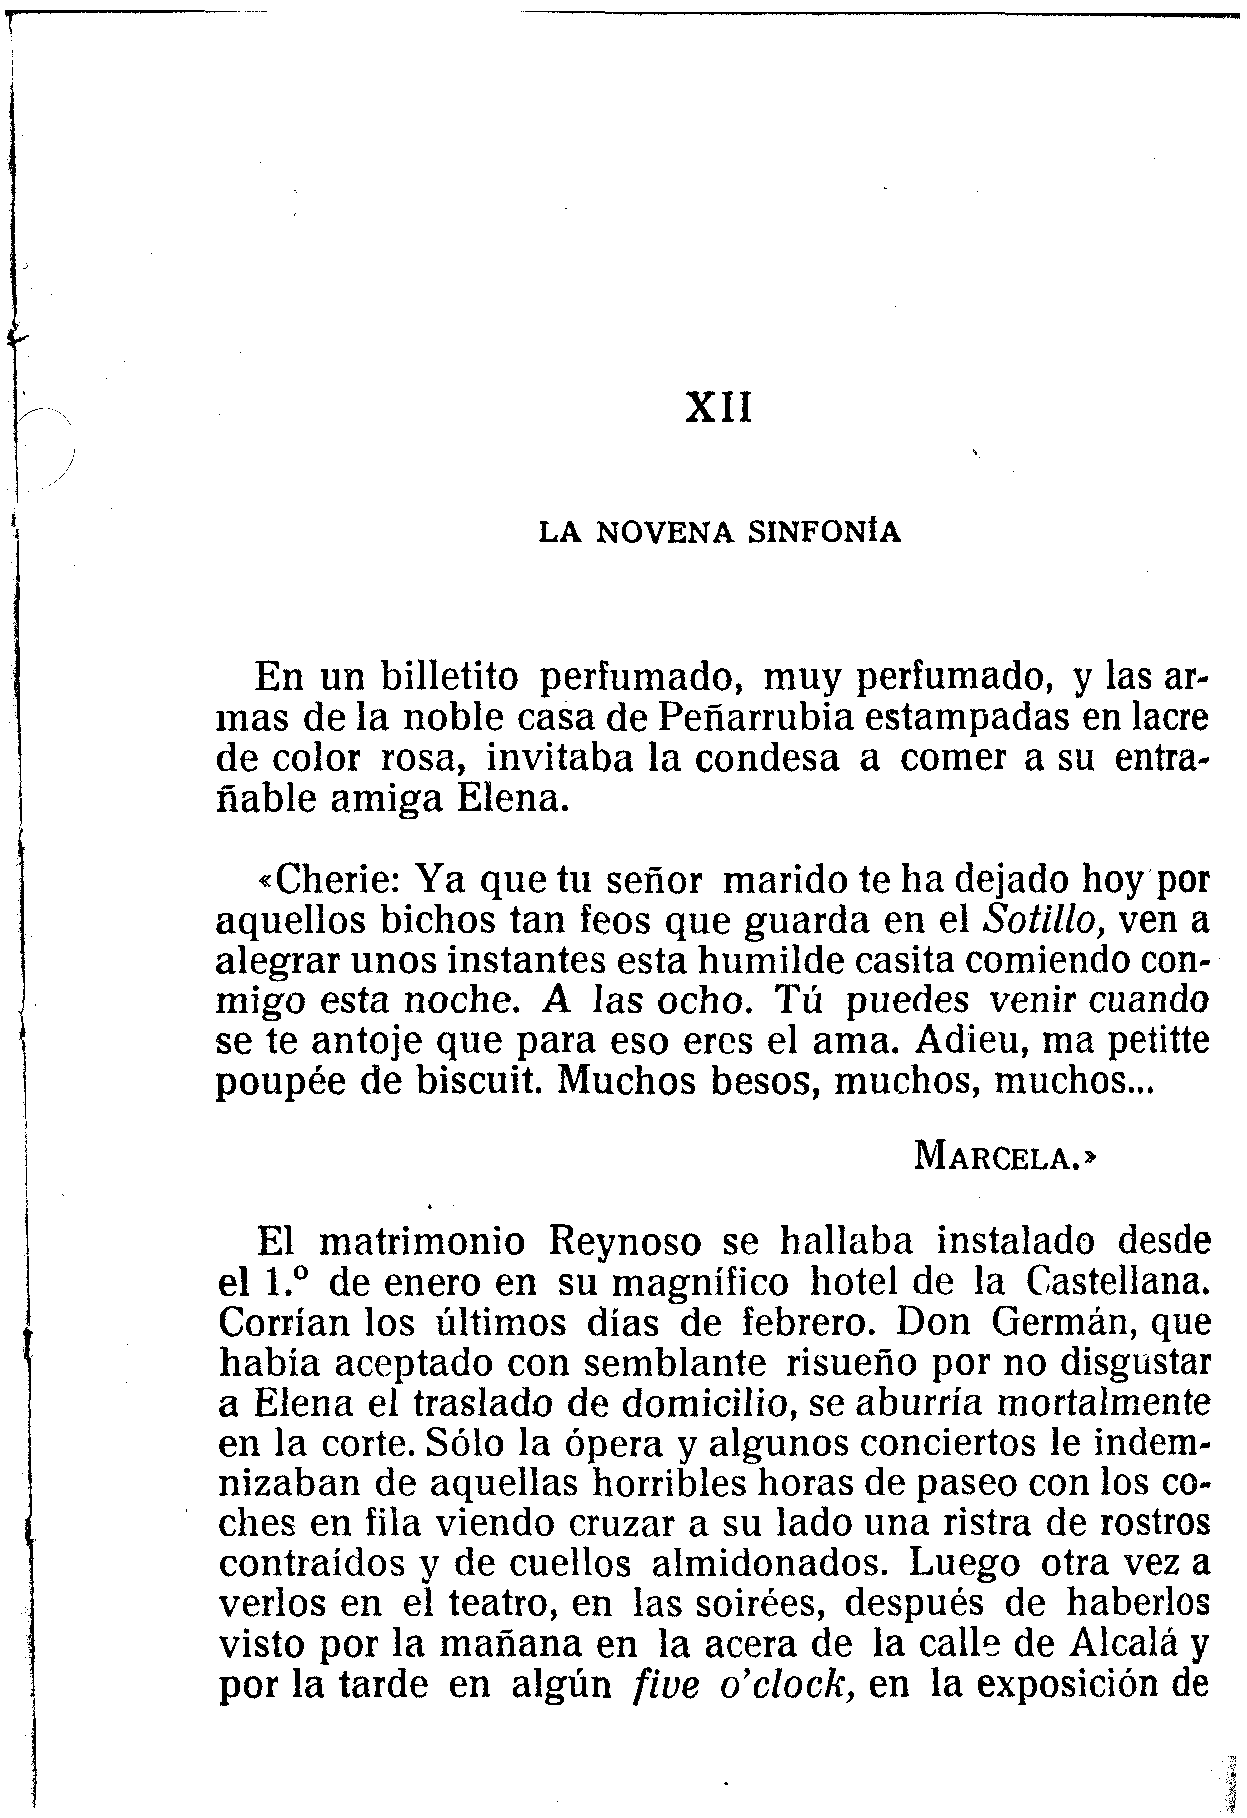 XII
LA NOVENA SINFONÍA
En un billetito perfumado, muy perfumado, y las ar-
mas de la noble casa de Peñarrubia estampadas en lacre
de color rosa, invitaba la condesa a comer a su entra-
ñable amiga Elena.
«Cherie: Ya que tu señor marido te ha dejado hoy por
aquellos bichos tan feos que guarda en el Sotillo, ven a
alegrar unos instantes esta humilde casita comiendo con-
migo esta noche. A las ocho. Tú puedes venir cuando
se te antoje que para eso eres el ama. Adieu, ma petitte
poupée de biscuit. Muchos besos, muchos, muchos...
MARCELA.»
El matrimonio Reynoso se hallaba instalado desde
el 1.º de enero en su magnífico hotel de la Castellana.
Corrían los últimos días de febrero. Don Germán, que
había aceptado con semblante risueño por no disgustar
a Elena el traslado de domicilio, se aburría mortalmente
en la corte. Sólo la ópera y algunos conciertos le indem-
nizaban de aquellas horribles horas de paseo con los co-
ches en fila viendo cruzar a su lado una ristra de rostros
contraídos y de cuellos almidonados. Luego otra vez a
verlos en el teatro, en las soirées, después de haberlos
visto por la mañana en la acera de la calle de Alcalá y
por la tarde en algún five o'clock, en la exposición de